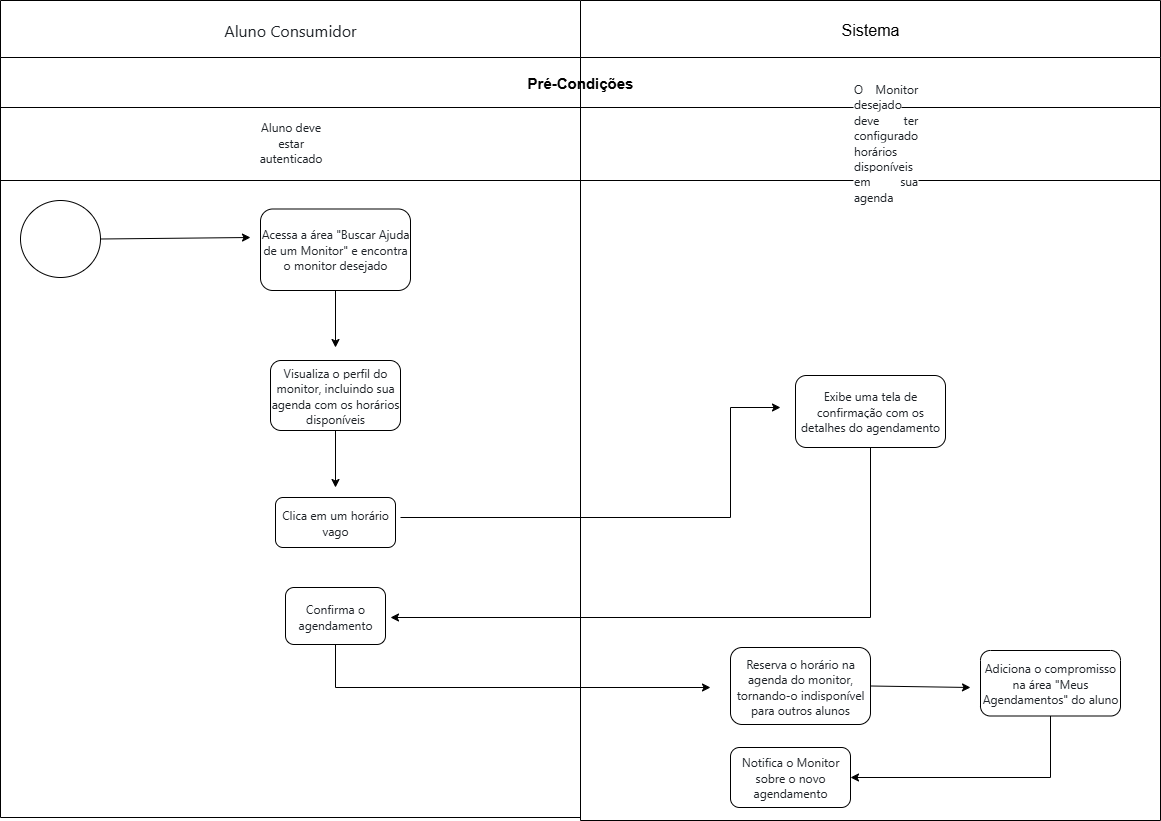 Aluno Consumidor
Sistema
Pré-Condições
Aluno deve
estar
autenticado
O Monitor
desejado
deve ter
configurado
horários
disponíveis
em sua
agenda
Acessa a área "Buscar Ajuda
de um Monitor" e encontra
o monitor desejado
Visualiza o perfil do
monitor, incluindo sua
agenda com os horários
disponíveis
Exibe uma tela de
confirmação com os
detalhes do agendamento
Clica em um horário
vago
Confirma o
agendamento
Reserva o horário na
agenda do monitor,
tornando-o indisponível
para outros alunos
Adiciona o compromisso
na área "Meus
Agendamentos" do aluno
Notifica o Monitor
sobre o novo
agendamento